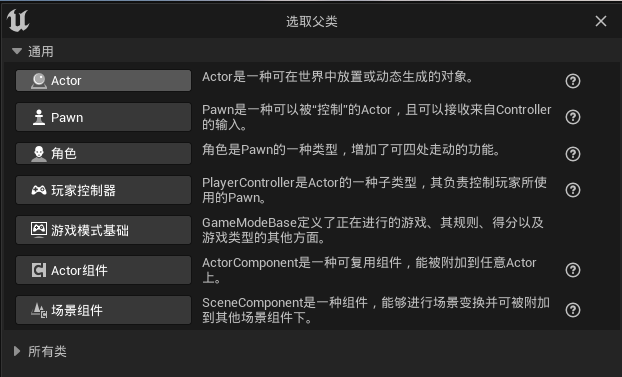 选取父类
通用
Actor
Actor是一种可在世界中放置或动态生成的对象。
Pawn
Pawn是一种可以被“控制”的Actor，且可以接收来自Controller
的输入。
角色
角色是Pawn的一种类型，增加了可四处走动的功能。
玩家控制器
PlayerController是Actor的一种子类型，其负责控制玩家所使
用的Pawn。
游戏模式基础
GameModeBase定义了正在进行的游戏、其规则、得分以及
游戏类型的其他方面。
Actor组件
ActorComponent是一种可复用组件，能被附加到任意Actor
上。
场景组件
SceneComponent是一种组件，能够进行场景变换并可被附加
到其他场景组件下。
所有类